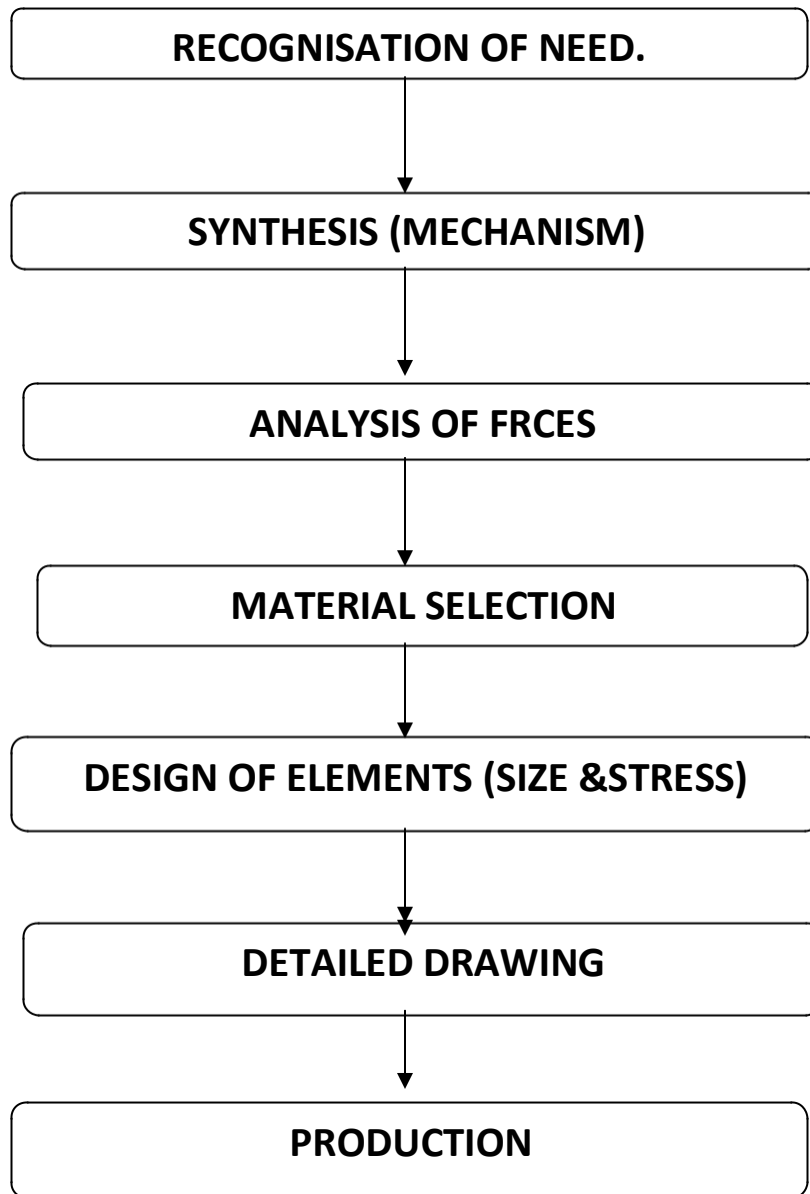 RECOGNISATION OF NEED.
SYNTHESIS (MECHANISM)
ANALYSIS OF FRCES
MATERIAL SELECTION
DESIGN OF ELEMENTS (SIZE &STRESS)
DETAILED DRAWING
PRODUCTION